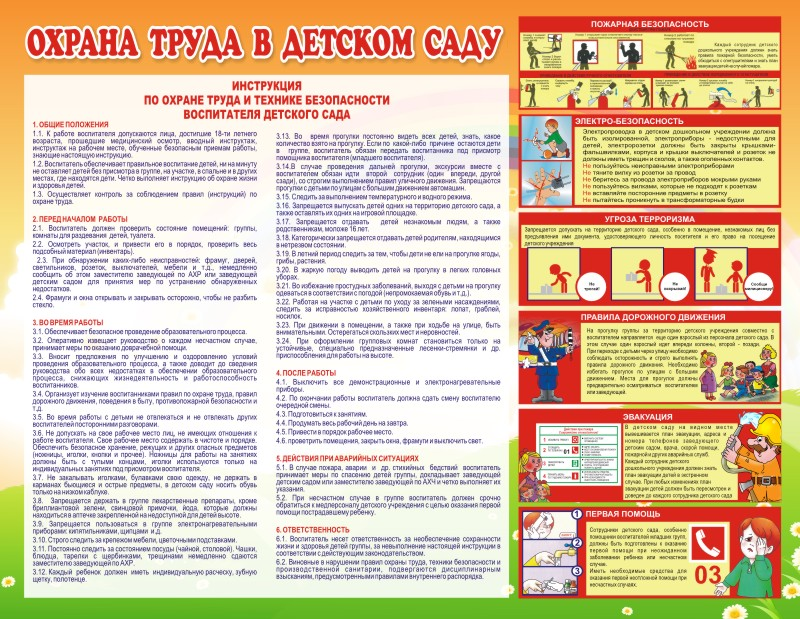 ОХРАНА ТРУДА В ДЕТСКОМ САДУ
ИНСТРУКЦИЯ
ПО ОХРАНЕ ТРУДА И ТЕХНИКЕ БЕЗОПАСНОСТИ
ВОСПИТАТЕЛЯ ДЕТСКОГО САДА
1. ОБЩИЕ ПОЛОЖЕНИЯ
1.1. К работе воспитателя допускаются лица, достигшие 18-ти летнего
возраста, прошедшие медицинский осмотр, вводный инструктаж,
инструктаж на рабочем месте, обученные безопасным приемам работы,
знающие настоящую инструкцию.
1.2. Воспитатель обеспечивает правильное воспитание детей, ни на минуту
не оставляет детей без присмотра в группе, на участке, в спальне и в других
местах, где находятся дети. Четко выполняет инструкцию об охране жизни
и здоровья детей.
1.3. Осуществляет контроль за соблюдением правил (инструкций) по
охране труда.
2. ПЕРЕД НАЧАЛОМ РАБОТЫ
2.1. Воспитатель должен проверить состояние помещений: группы,
комнаты для раздевания детей, туалета.
2.2. Осмотреть участок, и привести его в порядок, проверить весь
подсобный материал (инвентарь).
2.3. При обнаружении каких-либо неисправностей: фрамуг, дверей,
светильников, розеток, выключателей, мебели и т.д., немедленно
сообщить об этом заместителю заведующей по АХР или заведующей
детским садом для принятия мер по устранению обнаруженных
недостатков.
2.4. Фрамуги и окна открывать и закрывать осторожно, чтобы не разбить
стекло.
3. ВО ВРЕМЯ РАБОТЫ
3.1. Обеспечивает безопасное проведение образовательного процесса.
3.2. Оперативно извещает руководство о каждом несчастном случае,
принимает меры по оказанию доврачебной помощи.
3.3. Вносит предложения по улучшению и оздоровлению условий
проведения образовательного процесса, а также доводит до сведения
руководства обо всех недостатках в обеспечении образовательного
процесса, снижающих жизнедеятельность и работоспособность
воспитанников.
3.4. Организует изучение воспитанниками правил по охране труда, правил
дорожного движения, поведения в быту, противопожарной безопасности и
т.д.
3.5. Во время работы с детьми не отвлекаться и не отвлекать других
воспитателей посторонними разговорами.
3.6. Не допускать на свое рабочее место лиц, не имеющих отношения к
работе воспитателя. Свое рабочее место содержать в чистоте и порядке.
Обеспечить безопасное хранение, режущих и других опасных предметов
(ножницы, иголки, кнопки и прочее). Ножницы для работы на занятиях
должны быть с тупыми концами, иголки используются только на
индивидуальных занятиях под присмотром воспитателя.
3.7. Не закалывать иголками, булавками свою одежду, не держать в
карманах бьющиеся и острые предметы, в детском саду носить обувь
только на низком каблуке.
3.8. Запрещается держать в группе лекарственные препараты, кроме
бриллиантовой зелени, свинцовой примочки, йода, которые должны
находиться в аптечке закрепленной на недоступной для детей высоте.
3.9. Запрещается пользоваться в группе электронагревательными
приборами: кипятильниками, щипцами и д.п.
3.10. Строго следить за крепежом мебели, цветочными подставками.
3.11. Постоянно следить за состоянием посуды (чайной, столовой). Чашки,
блюдца, тарелки с щербинками, трещинами немедленно сдаются
заместителю заведующей по АХР.
3.12. Каждый ребенок должен иметь индивидуальную расческу, зубную
щетку, полотенце.
3.13. Во время прогулки постоянно видеть всех детей, знать, какое
количество взято на прогулку. Если по какой-либо причине остаются дети
в группе, воспитатель обязан передать воспитанника под присмотр
помощника воспитателя (младшего воспитателя).
3.14. В случае проведения дальней прогулки, экскурсии вместе с
воспитателем обязан идти второй сотрудник (один впереди, другой
сзади), со строгим выполнением правил уличного движения. Запрещаются
прогулки с детьми по улицам с большим движением автомашин.
3.15. Следить за выполнением температурного и водного режима.
3.16. Запрещается выпускать детей одних на территорию детского сада, а
также оставлять их одних на игровой площадке.
3.17. Запрещается отдавать детей незнакомым людям, а также
родственникам, моложе 16 лет.
3.18. Категорически запрещается отдавать детей родителям, находящимся
в нетрезвом состоянии.
3.19. В летний период следить за тем, чтобы дети не ели на прогулке ягоды,
грибы, растения.
3.20. В жаркую погоду выводить детей на прогулку в легких головных
уборах.
3.21. Во избежание простудных заболеваний, выходя с детьми на прогулку
одеваться в соответствии с погодой (непромокаемая обувь и т.д.).
3.22. Работая на участке с детьми по уходу за зелеными насаждениями,
следить за исправностью хозяйственного инвентаря: лопат, граблей,
носилок.
3.23. При движении в помещении, а также при ходьбе на улице, быть
внимательными. Остерегаться скользких мест и неровностей.
3.24. При оформлении групповых комнат становиться только на
устойчивые, специально предназначенные лесенки-стремянки и др.
приспособления для работы на высоте.
4. ПОСЛЕ РАБОТЫ
4.1. Выключить все демонстрационные и электронагревательные
приборы.
4.2. По окончании работы воспитатель должна сдать смену воспитателю
очередной смены.
4.3. Подготовиться к занятиям.
4.4. Продумать весь рабочий день на завтра.
4.5. Привести в порядок рабочее место.
4.6. проветрить помещения, закрыть окна, фрамуги и выключить свет.
5. ДЕЙСТВИЯ ПРИ АВАРИЙНЫХ СИТУАЦИЯХ
5.1. В случае пожара, аварии и др. стихийных бедствий воспитатель
принимает меры по спасению детей группы, докладывает заведующей
детским садом или заместителю заведующей по АХЧ и четко выполняет их
указания.
5.2. При несчастном случае в группе воспитатель должен срочно
обратиться к медперсоналу детского учреждения с целью оказания первой
помощи пострадавшему ребенку.
6. ОТВЕТСТВЕННОСТЬ
6.1. Воспитатель несет ответственность за необеспечение сохранности
жизни и здоровья детей группы, за невыполнение настоящей инструкции в
соответствии с действующим законодательством.
6.2. Виновные в нарушении правил охраны труда, техники безопасности и
производственной санитарии, подвергаются дисциплинарным
взысканиям, предусмотренными правилами внутреннего распорядка.
ПОЖАРНАЯ БЕЗОПАСНОСТЬ
Каждый сотрудник детского
дошкольного учреждения должен знать
правила пожарной безопасности, уметь
обходиться с огнетушителями и знать план
эвакуации детей на случай пожара.
ЭЛЕКТРО-БЕЗОПАСНОСТЬ
Электропроводка в детском дошкольном учреждении должна
быть изолированной, электроприборы - недоступными для
детей, электророзетки должны быть закрыты крышками-
фальшвилками, корпуса и крышки выключателей и розеток не
должны иметь трещин и сколов, а также оголенных контактов.
Не пользуйтесь неисправными электроприборами
Не тяните вилку из розетки за провод
Не беритесь за провода электроприборов мокрыми руками
Не пользуйтесь вилками, которые не подходят к розеткам
Не вставляйте посторонние предметы в розетку
Не пытайтесь проникнуть в трансформаторные будки
УГРОЗА ТЕРРОРИЗМА
Запрещается допускать на территорию детского сада, особенно в помещение, незнакомых лиц без
предъявления ими документа, удостоверяющего личность посетителя и его право на посещение
детского учреждения
Не
трогай!
Не
вскрывай!
Сообщи
милиционеру!
ПРАВИЛА ДОРОЖНОГО ДВИЖЕНИЯ
На прогулку группы за территорию детского учреждения совместно с
воспитателем направляется еще один взрослый из персонала детского сада. В
этом случае один взрослый идет впереди колонны, второй - позади.
При переходе с детьми через улицу необходимо
соблюдать осторожность и строго выполнять
правила дорожного движения. Необходимо
избегать прогулок по улицам с большим
движением. Места для прогулок должны
предварительно осматриваться воспитателем
или заведующей
ЭВАКУАЦИЯ
В детском саду на видном месте
вывешивается план эвакуации, адреса и
номера телефонов заведующего
детским садом, врача, скорой помощи,
пожарной и других аварийных служб.
Каждый сотрудник детского
дошкольного учреждения должен знать
план эвакуации детей в экстренном
случае. При любых изменениях план
эвакуации детей должен быть пересмотрен и
доведен до каждого сотрудника детского сада
01
ПЕРВАЯ ПОМОЩЬ
1
2
3
Сотрудники детского сада, особенно
помощники воспитателей младших групп,
должны быть подготовлены к оказанию
первой помощи при неожиданном
заболевании ребенка или несчастном
случае.
Иметь необходимые средства для
оказания первой неотложной помощи при
несчастных случаях.
03